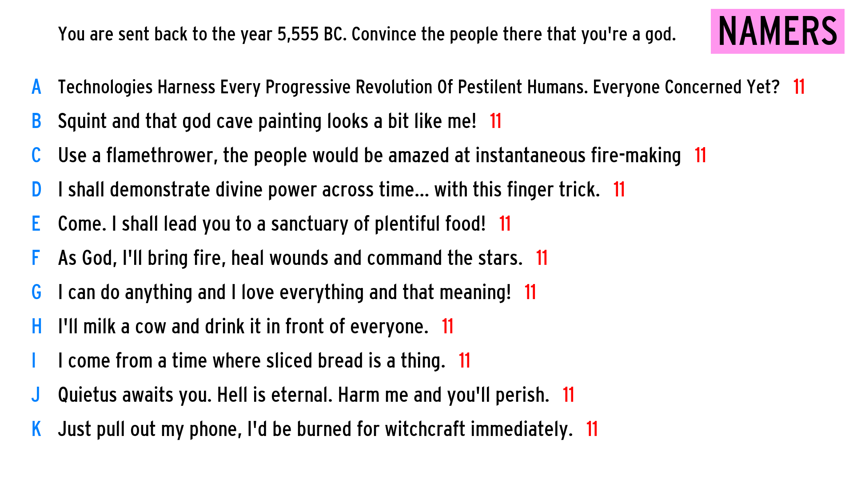 You are sent back to the year 5,555 BC. Convince the people there that you're a god.
NAMERS
A Technologies Harness Every Progressive Revolution Of Pestilent Humans. Everyone Concerned Yet? 11
B Squint and that god cave painting looks a bit like me! 11
C Use a flamethrower, the people would be amazed at instantaneous fire-making 11
D I shall demonstrate divine power across time... with this finger trick. 11
E Come. I shall lead you to a sanctuary of plentiful food! 11
F As God, I'll bring fire, heal wounds and command the stars. 11
G I can do anything and I love everything and that meaning! 11
H I'll milk a cow and drink it in front of everyone. 11
I I come from a time where sliced bread is a thing. 11
J Quietus awaits you. Hell is eternal. Harm me and you'll perish. 11
K Just pull out my phone, I'd be burned for witchcraft immediately. 11